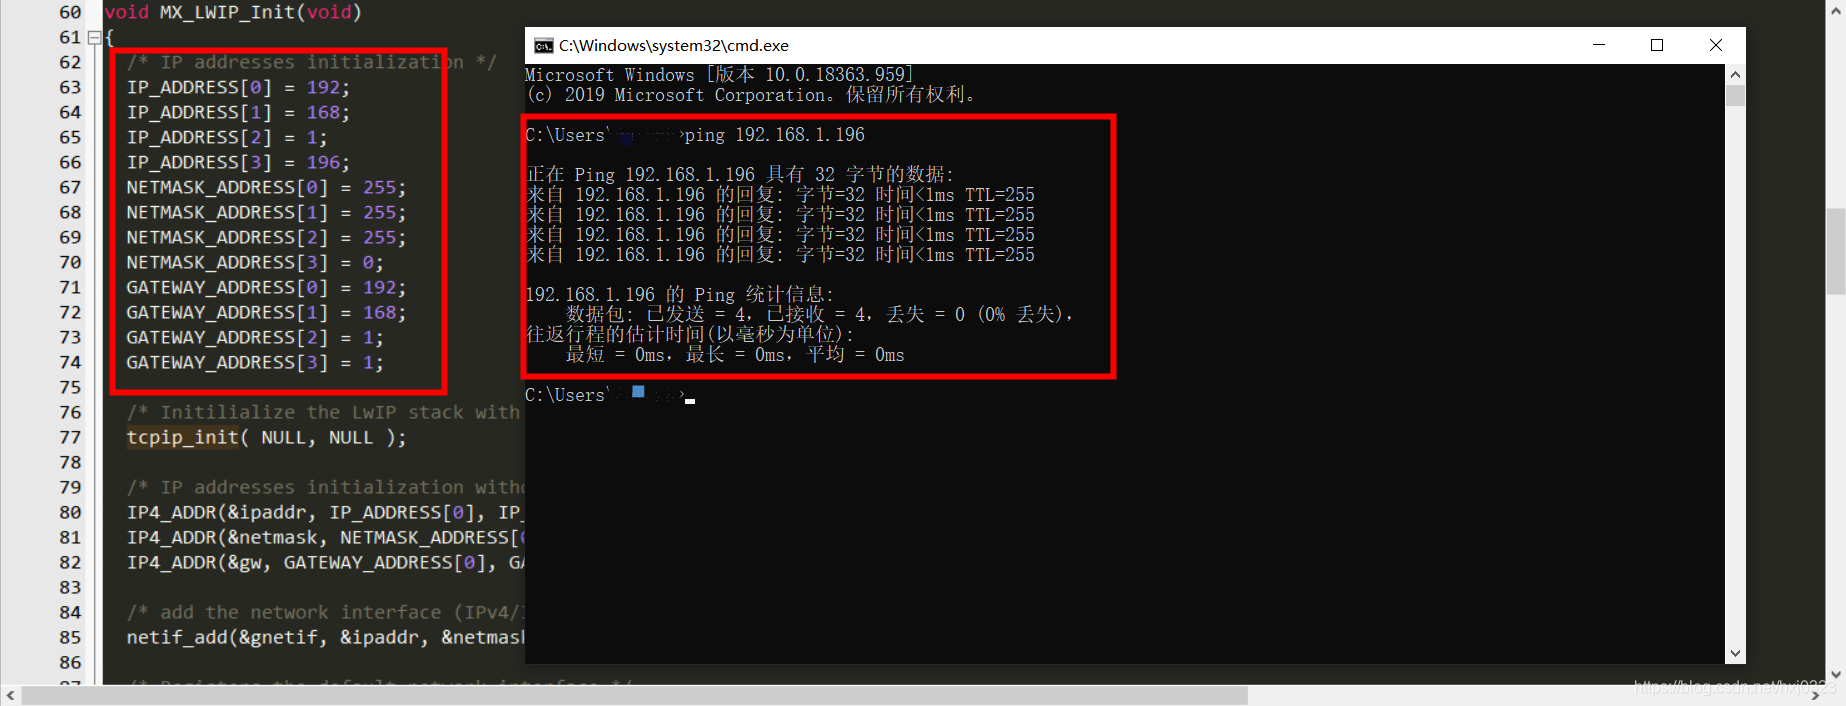 60 void MX_LWIP_Init(void)
61 {
62 /* IP addresses initialization */
63 IP_ADDRESS[0] = 192;
64 IP_ADDRESS[1] = 168;
65 IP_ADDRESS[2] = 1;
66 IP_ADDRESS[3] = 196;
67 NETMASK_ADDRESS[0] = 255;
68 NETMASK_ADDRESS[1] = 255;
69 NETMASK_ADDRESS[2] = 255;
70 NETMASK_ADDRESS[3] = 0;
71 GATEWAY_ADDRESS[0] = 192;
72 GATEWAY_ADDRESS[1] = 168;
73 GATEWAY_ADDRESS[2] = 1;
74 GATEWAY_ADDRESS[3] = 1;
75
76 /* Initilialize the LwIP stack with
77 tcpip_init( NULL, NULL );
78
79 /* IP addresses initialization witho
80 IP4_ADDR(&ipaddr, IP_ADDRESS[0], IP_
81 IP4_ADDR(&netmask, NETMASK_ADDRESS[0
82 IP4_ADDR(&gw, GATEWAY_ADDRESS[0], GA
83
84 /* add the network interface (IPv4/I
85 netif_add(&gnetif, &ipaddr, &netmask
86
87 /* Registers the default network interface */
C:\Windows\system32\cmd.exe
Microsoft Windows [版本 10.0.18363.959]
(c) 2019 Microsoft Corporation。保留所有权利。
C:\Users\ >ping 192.168.1.196
正在 Ping 192.168.1.196 具有 32 字节的数据:
来自 192.168.1.196 的回复: 字节=32 时间<1ms TTL=255
来自 192.168.1.196 的回复: 字节=32 时间<1ms TTL=255
来自 192.168.1.196 的回复: 字节=32 时间<1ms TTL=255
来自 192.168.1.196 的回复: 字节=32 时间<1ms TTL=255
192.168.1.196 的 Ping 统计信息:
数据包: 已发送 = 4，已接收 = 4，丢失 = 0 (0% 丢失)，
往返行程的估计时间(以毫秒为单位):
最短 = 0ms，最长 = 0ms，平均 = 0ms
C:\Users\ >
https://blog.csdn.net/hxj0323